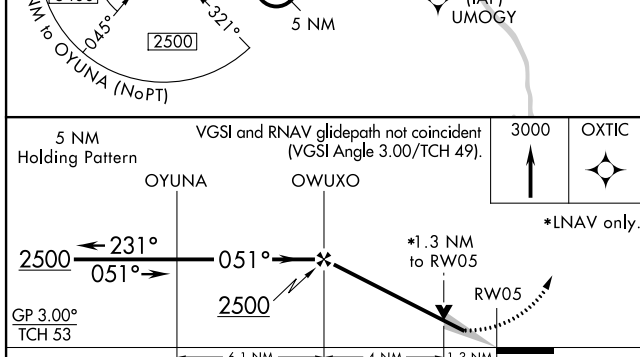 NM to OYUNA (NoPT)
045°
321°
2500
5 NM
(IAF)
UMOGY
5 NM
Holding Pattern
VGSI and RNAV glidepath not coincident
(VGSI Angle 3.00/TCH 49).
3000
OXTIC
OYUNA
OWUXO
*LNAV only.
*1.3 NM
to RW05
2500
231°
051°
051°
2500
RW05
GP 3.00°
TCH 53
6.1 NM
4 NM
1.3 NM